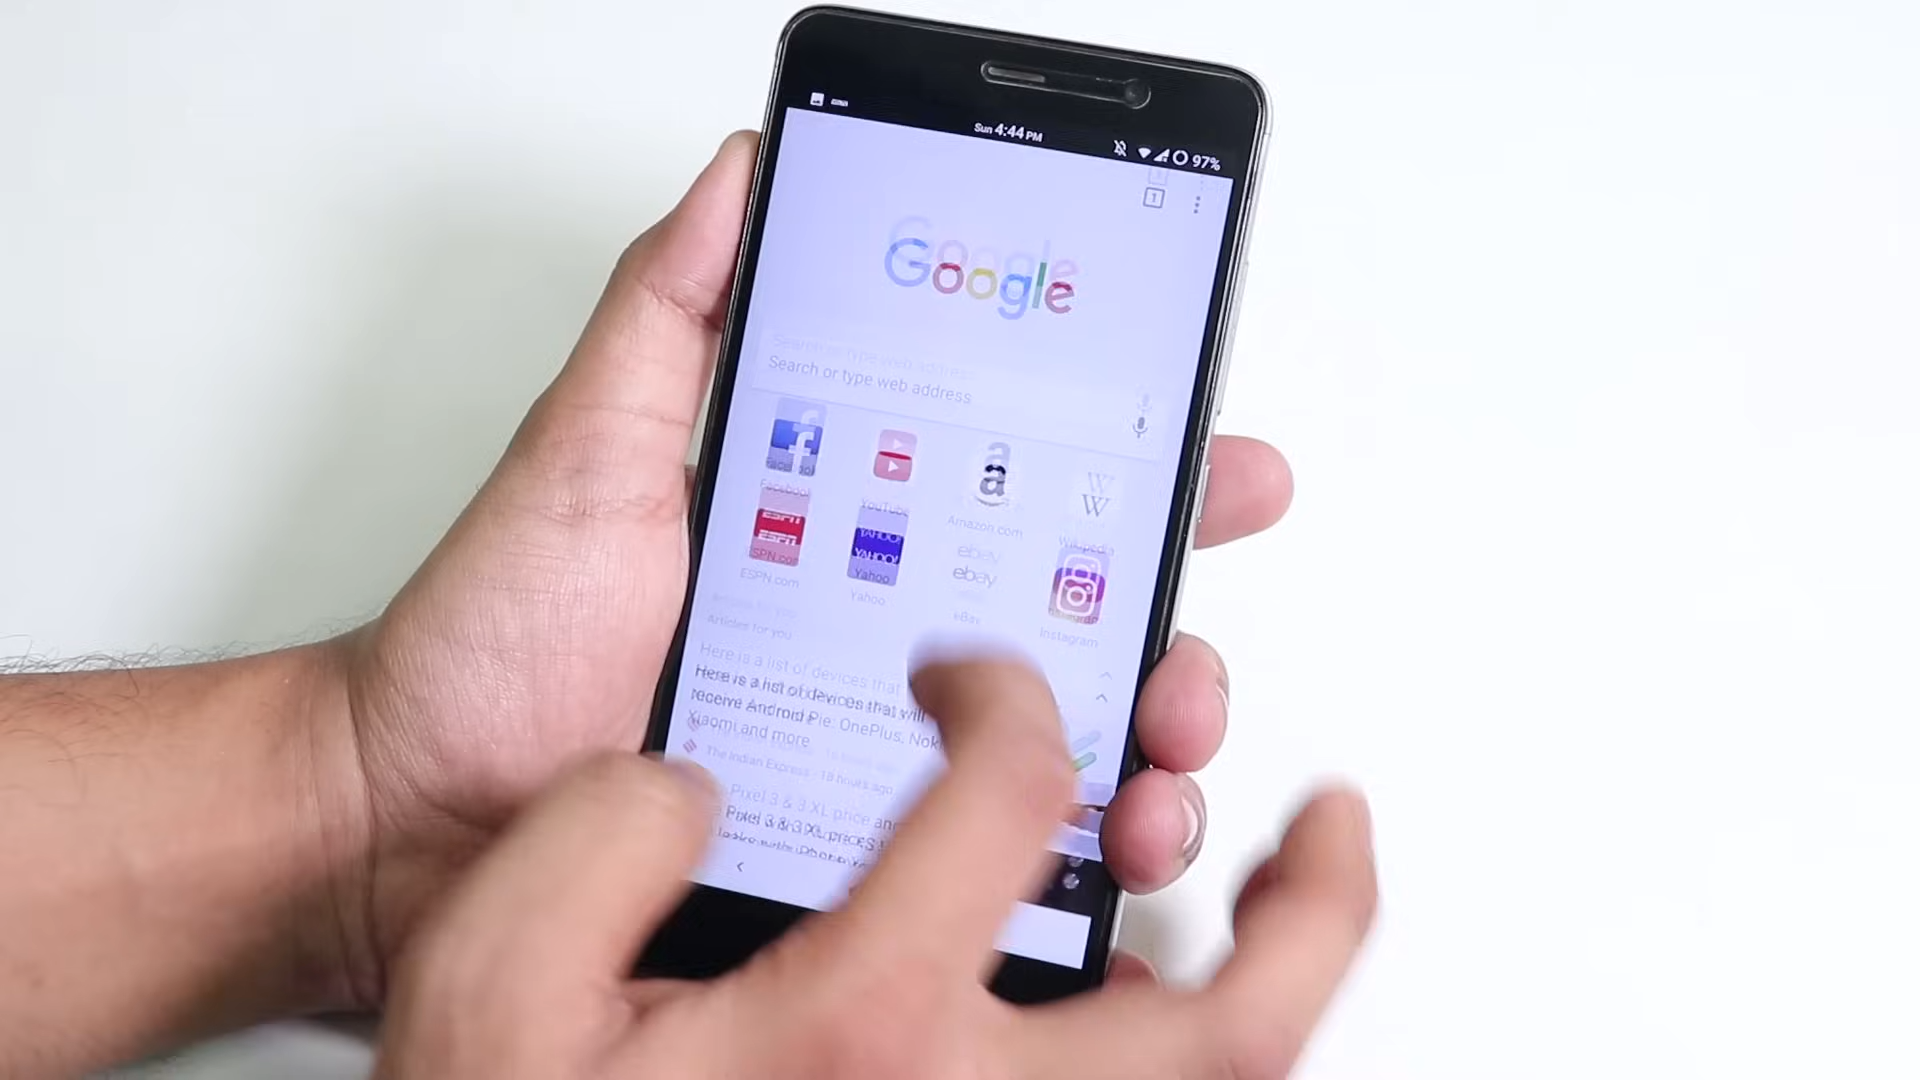 Sun 4:44 PM
97%
1
Google
Search or type web address
f
a
W
Facebook
YouTube
Amazon.com
Wikipedia
ESPN
YAHOO!
ebay
ESPN.com
Yahoo
eBay
Instagram
Articles for you
Here is a list of devices that will
receive Android Pie: OnePlus, Noki
Xiaomi and more
The Indian Express - 18 hours ago
Pixel 3 & 3 XL price